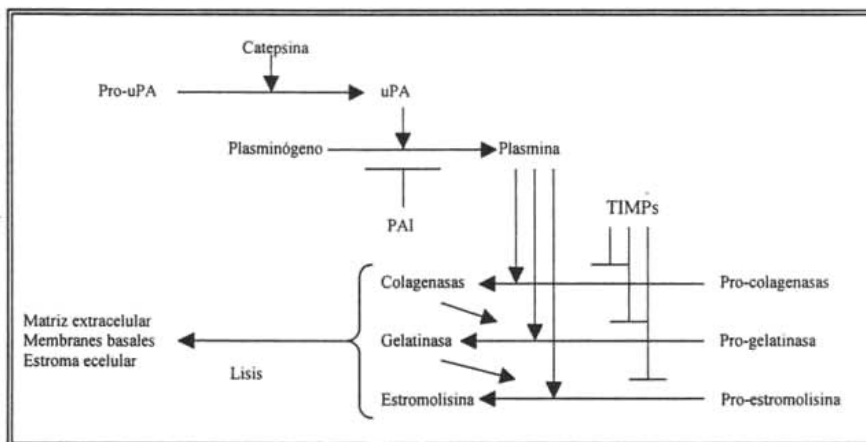 Catepsina
Pro-uPA
uPA
Plasminógeno
Plasmina
PAI
TIMPs
Colagenasas
Pro-colagenasas
Matriz extracelular
Membranes basales
Estroma ecelular
Lisis
Gelatinasa
Pro-gelatinasa
Estromolisina
Pro-estromolisina